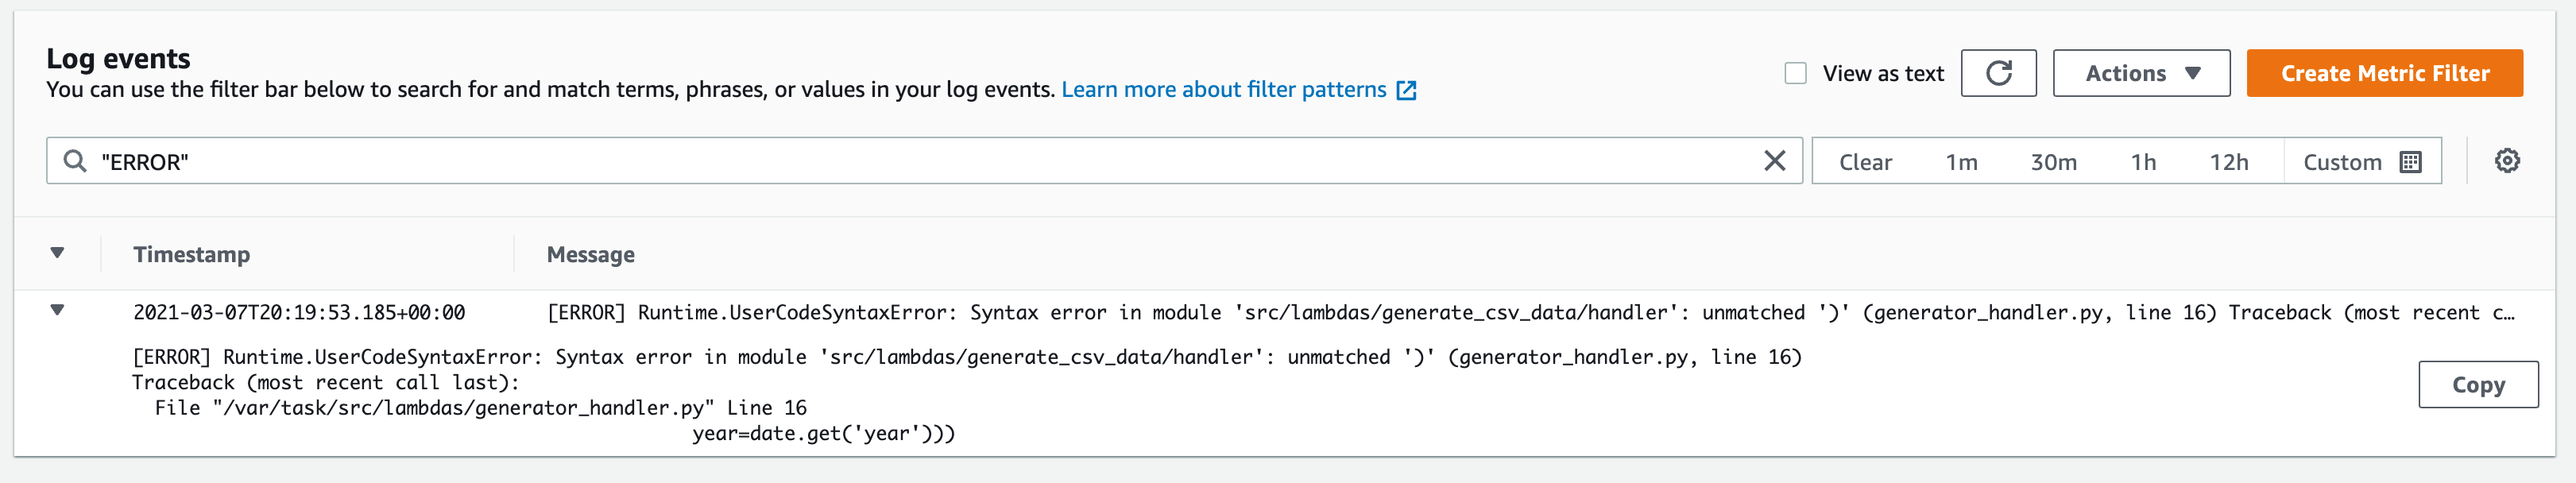 Log events
You can use the filter bar below to search for and match terms, phrases, or values in your log events. Learn more about filter patterns
View as text
Actions
Create Metric Filter
"ERROR"
Clear 1m 30m 1h 12h Custom
Timestamp Message
2021-03-07T20:19:53.185+00:00 [ERROR] Runtime.UserCodeSyntaxError: Syntax error in module 'src/lambdas/generate_csv_data/handler': unmatched ')' (generator_handler.py, line 16) Traceback (most recent c…
[ERROR] Runtime.UserCodeSyntaxError: Syntax error in module 'src/lambdas/generate_csv_data/handler': unmatched ')' (generator_handler.py, line 16)
Traceback (most recent call last):
  File "/var/task/src/lambdas/generator_handler.py" Line 16
                                                  year=date.get('year')))
Copy